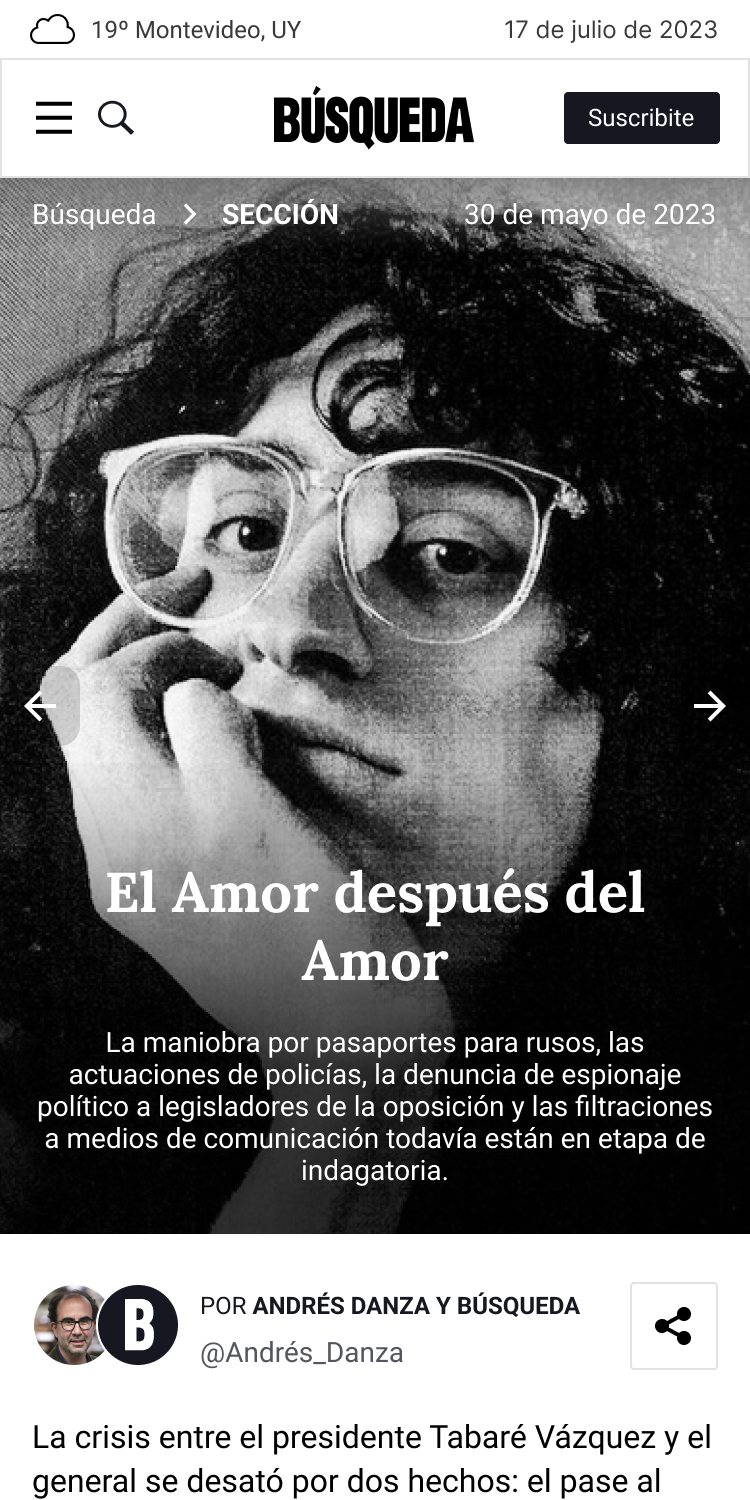 19º Montevideo, UY
17 de julio de 2023
BÚSQUEDA
Suscribite
Búsqueda
SECCIÓN
30 de mayo de 2023
El Amor después del
Amor
La maniobra por pasaportes para rusos, las
actuaciones de policías, la denuncia de espionaje
político a legisladores de la oposición y las filtraciones
a medios de comunicación todavía están en etapa de
indagatoria.
B
POR ANDRÉS DANZA Y BÚSQUEDA
@Andrés_Danza
La crisis entre el presidente Tabaré Vázquez y el
general se desató por dos hechos: el pase al